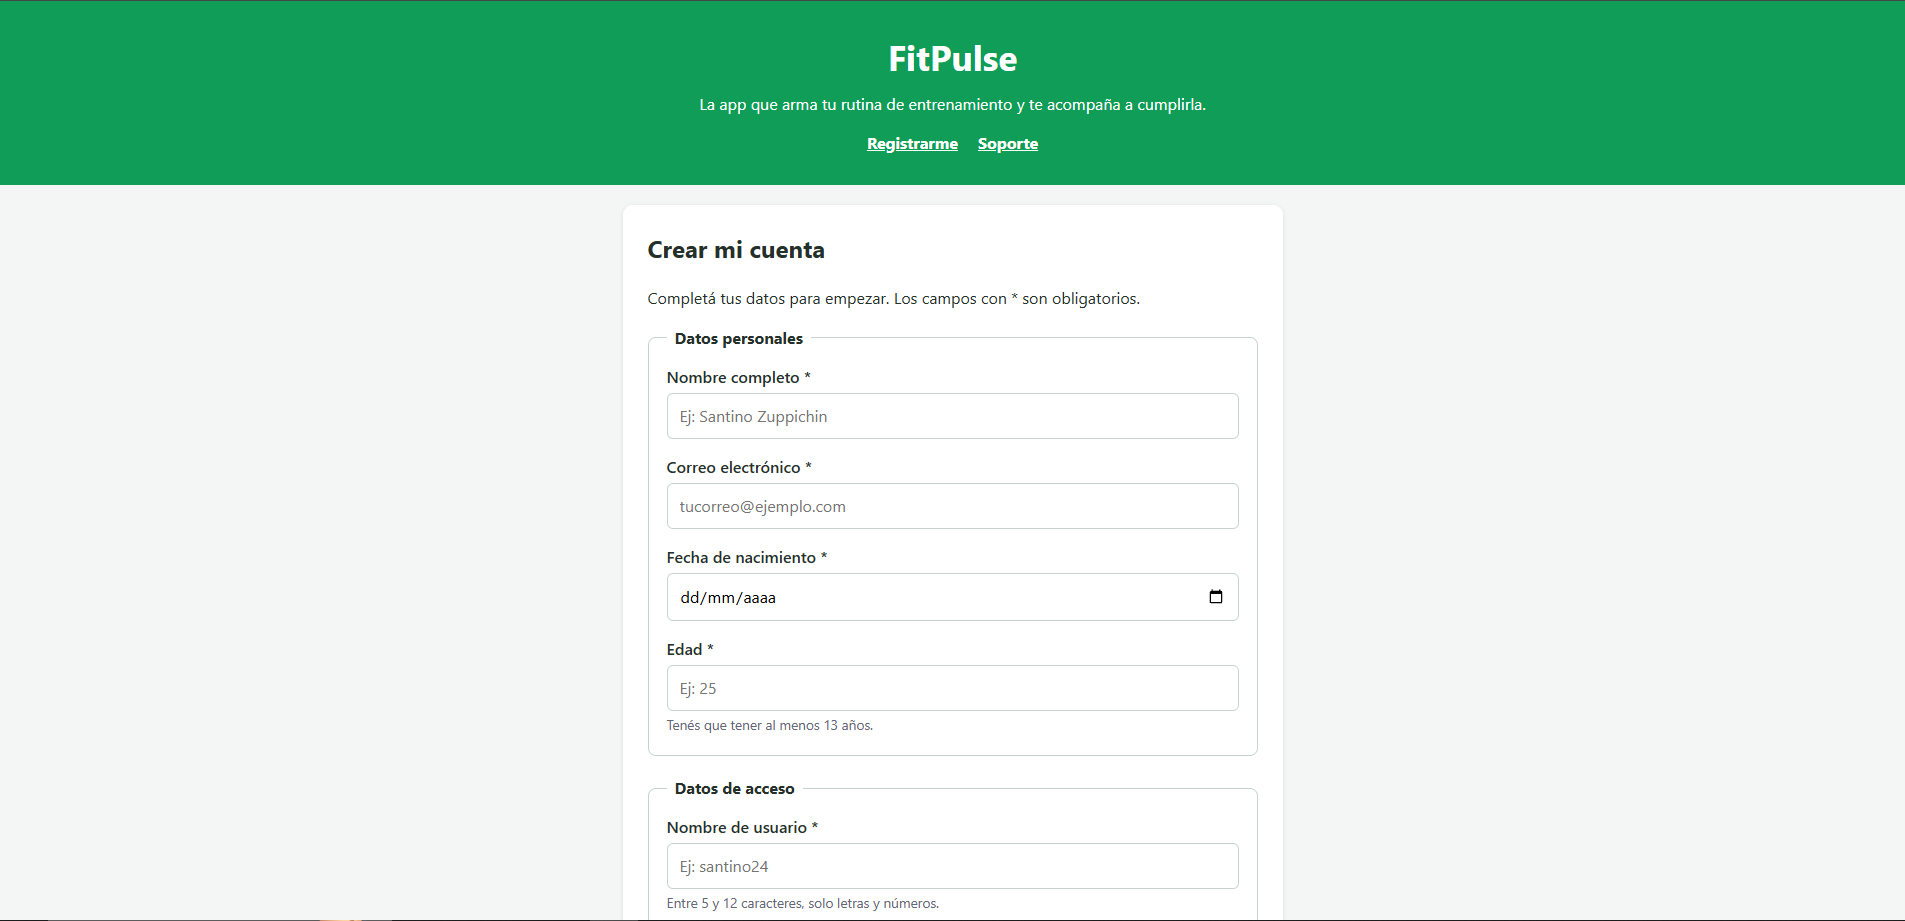 FitPulse
La app que arma tu rutina de entrenamiento y te acompaña a cumplirla.
Registrarme Soporte
Crear mi cuenta
Completá tus datos para empezar. Los campos con * son obligatorios.
Datos personales
Nombre completo *
Ej: Santino Zuppichin
Correo electrónico *
tucorreo@ejemplo.com
Fecha de nacimiento *
dd/mm/aaaa
Edad *
Ej: 25
Tenés que tener al menos 13 años.
Datos de acceso
Nombre de usuario *
Ej: santino24
Entre 5 y 12 caracteres, solo letras y números.